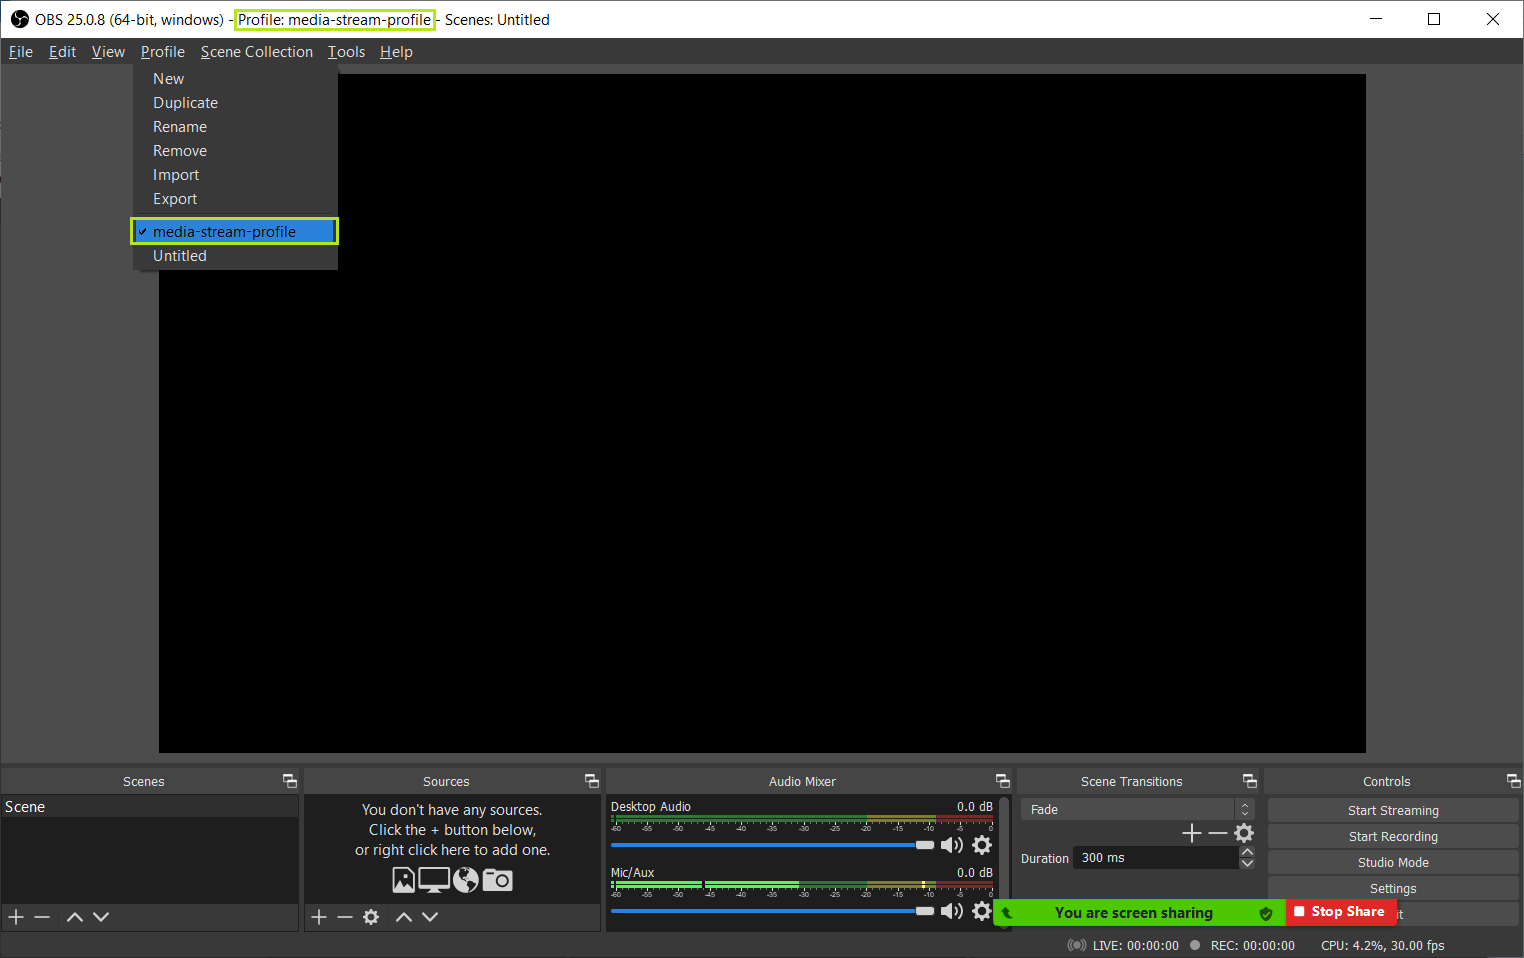 OBS 25.0.8 (64-bit, windows) - Profile: media-stream-profile - Scenes: Untitled
File Edit View Profile Scene Collection Tools Help
New
Duplicate
Rename
Remove
Import
Export
media-stream-profile
Untitled
Scenes
Scene
Sources
You don't have any sources.
Click the + button below,
or right click here to add one.
Audio Mixer
Desktop Audio 0.0 dB
-60 -55 -50 -45 -40 -35 -30 -25 -20 -15 -10 -5 0
Mic/Aux 0.0 dB
-60 -55 -50 -45 -40 -35 -30 -25 -20 -15 -10 -5 0
Scene Transitions
Fade
Duration 300 ms
Controls
Start Streaming
Start Recording
Studio Mode
Settings
You are screen sharing Stop Share
LIVE: 00:00:00 REC: 00:00:00 CPU: 4.2%, 30.00 fps